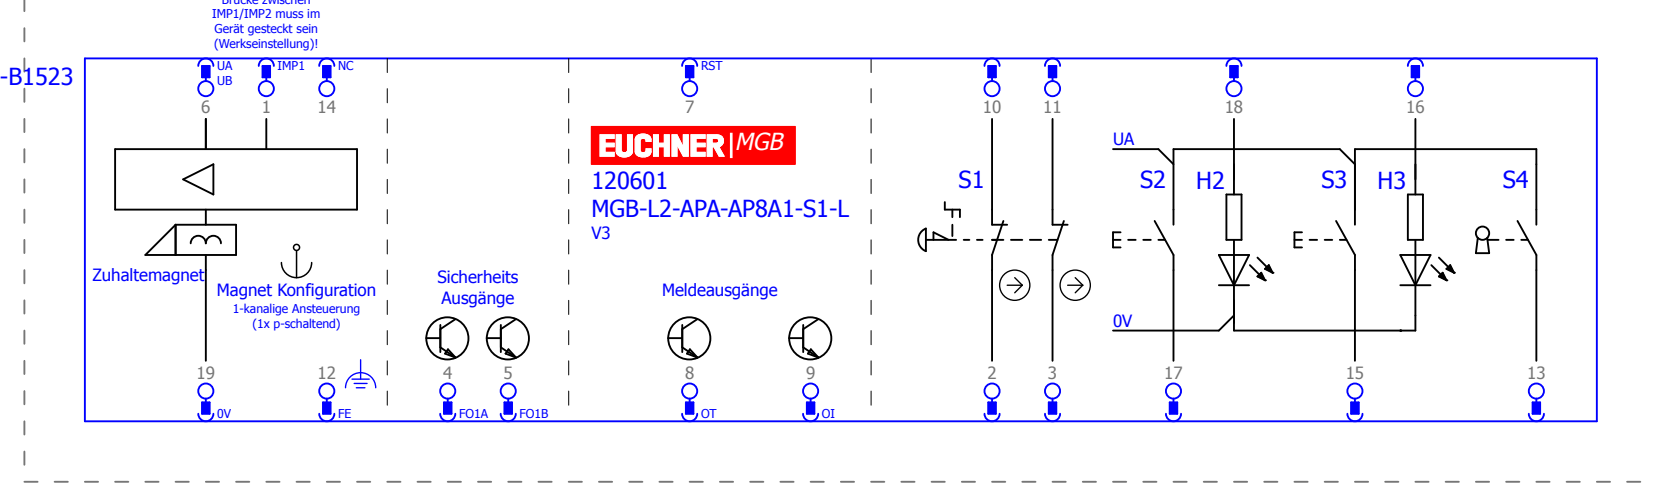 Brücke zwischen
IMP1/IMP2 muss im
Gerät gesteckt sein
(Werkseinstellung)!
-B1523
UA
UB
IMP1
NC
RST
6
1
14
7
10
11
18
16
EUCHNER|MGB
120601
MGB-L2-APA-AP8A1-S1-L
V3
UA
S1
S2
H2
S3
H3
S4
Zuhaltemagnet
Magnet Konfiguration
1-kanalige Ansteuerung
(1x p-schaltend)
Sicherheits
Ausgänge
Meldeausgänge
0V
19
12
4
5
8
9
2
3
17
15
13
0V
FE
FO1A
FO1B
OT
OI